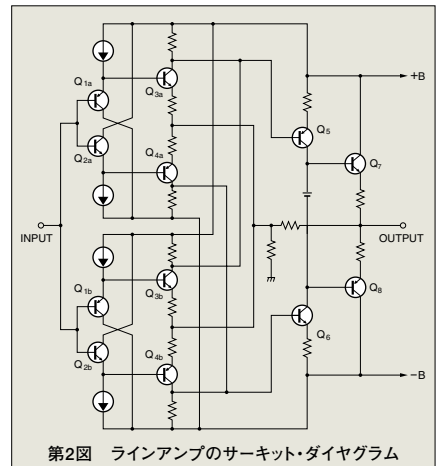 Q1a
Q2a
Q3a
Q4a
Q5
Q7
+B
INPUT
OUTPUT
Q1b
Q2b
Q3b
Q4b
Q6
Q8
−B
第2図 ラインアンプのサーキット・ダイヤグラム